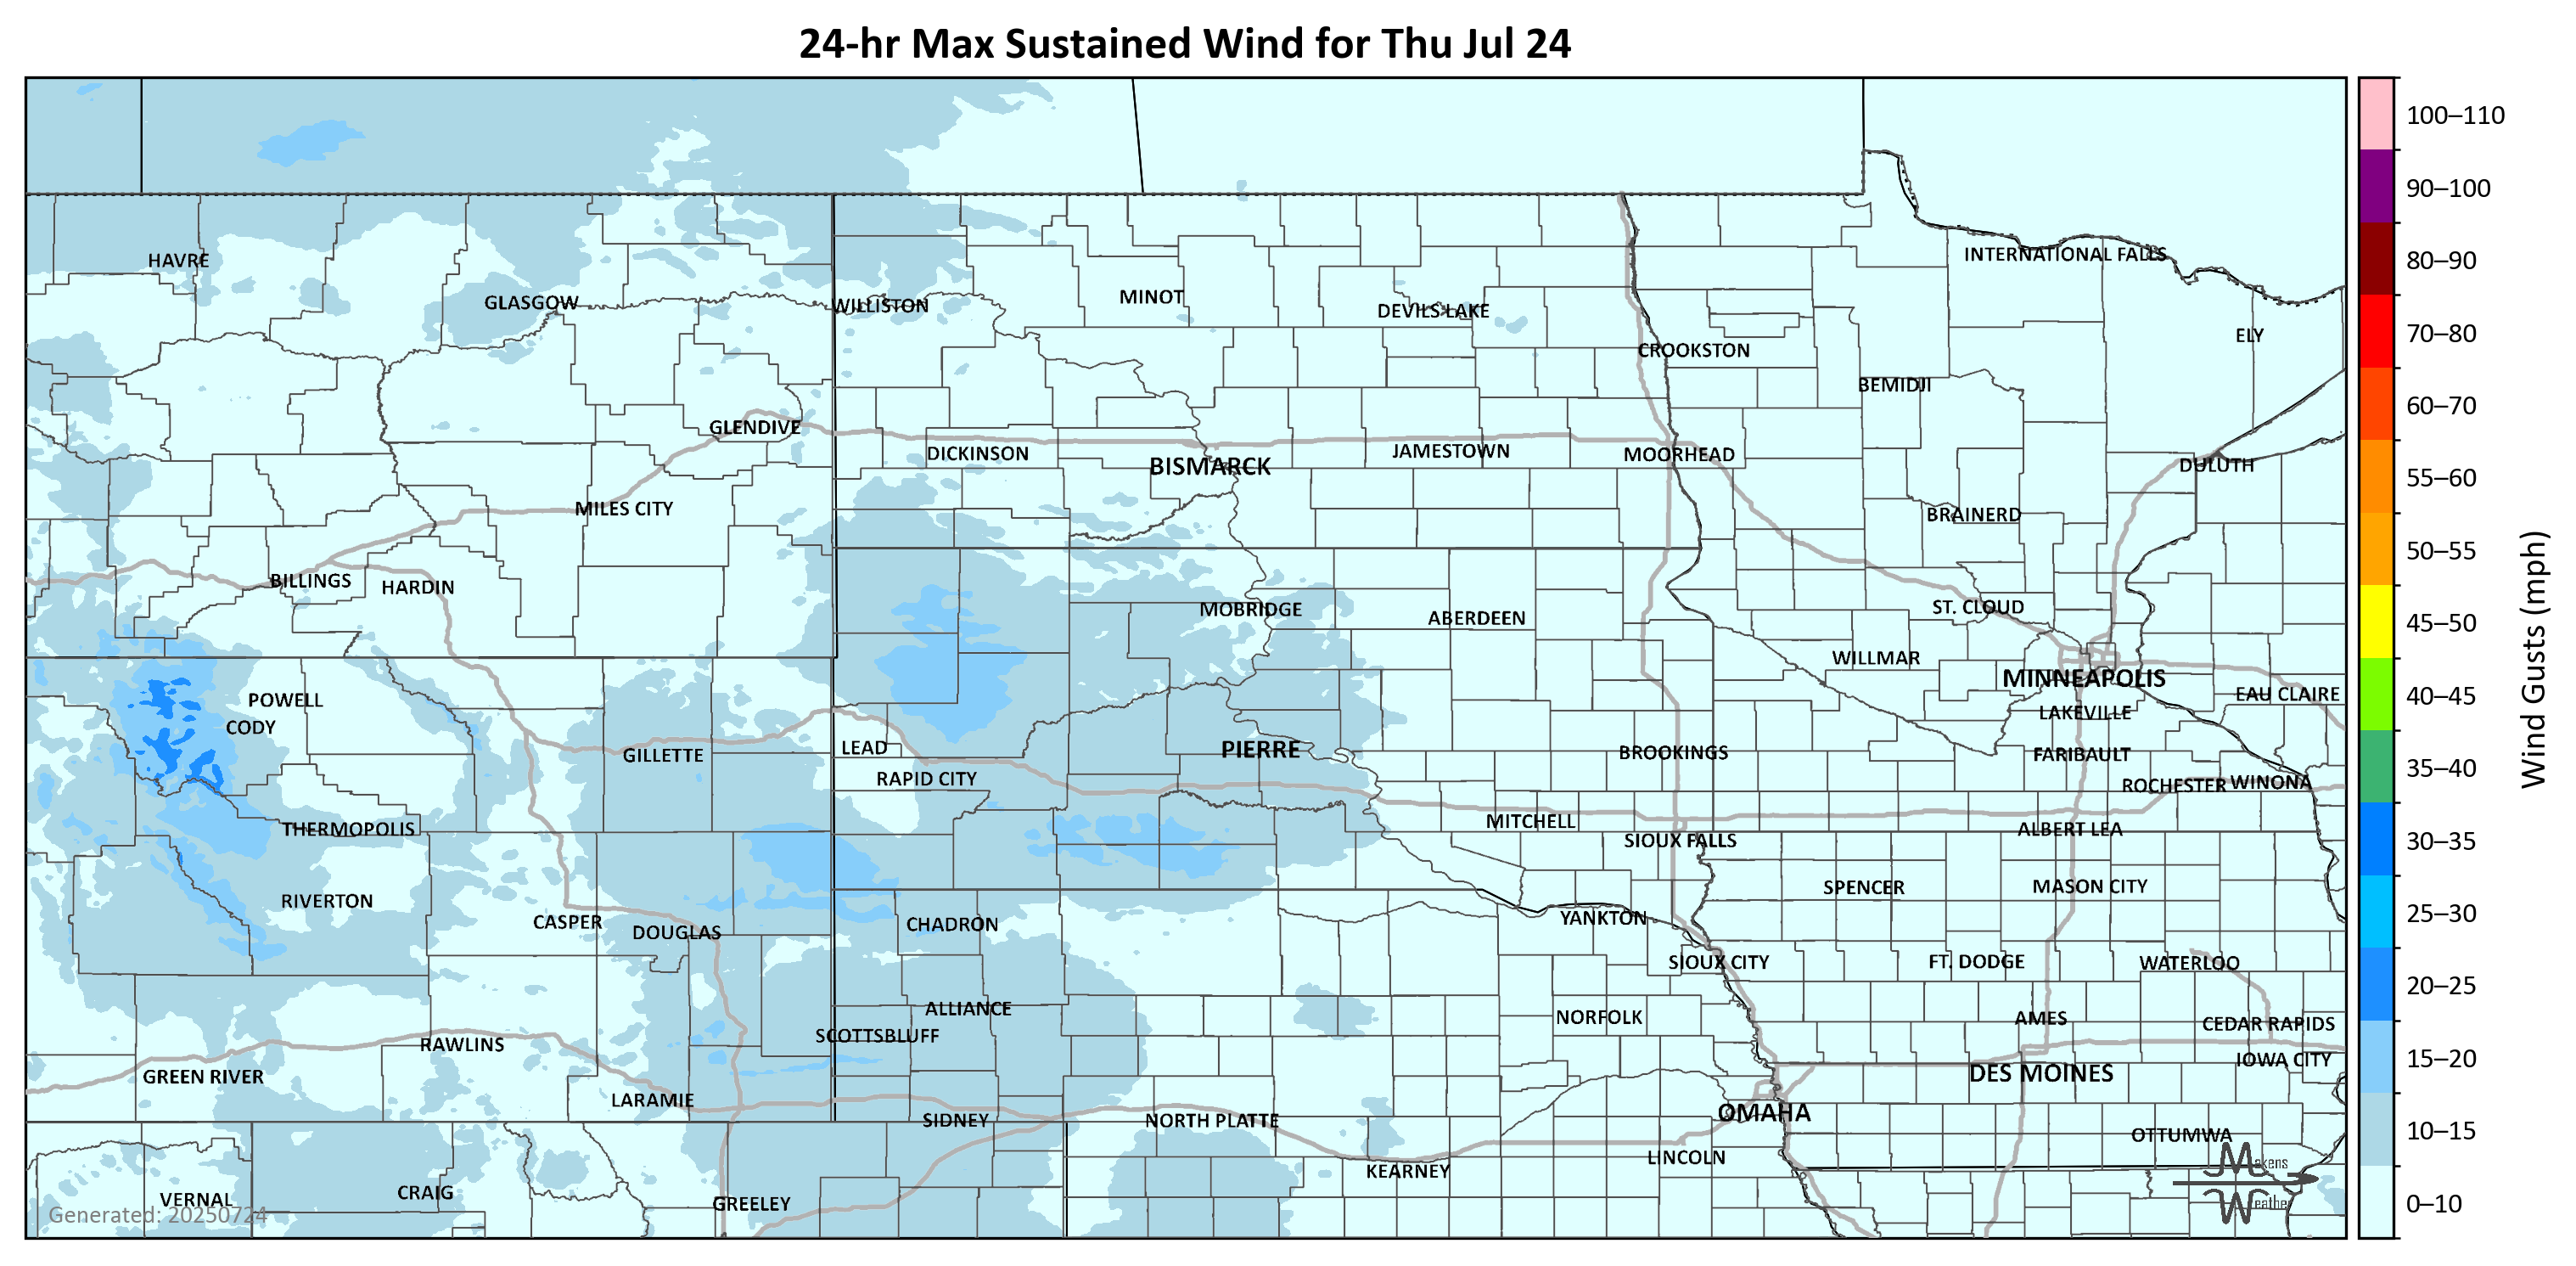 24-hr Max Sustained Wind for Thu Jul 24
100–110
90–100
80–90
70–80
60–70
55–60
50–55
45–50
40–45
35–40
30–35
25–30
20–25
15–20
10–15
0–10
Wind Gusts (mph)
HAVRE
INTERNATIONAL FALLS
GLASGOW
WILLISTON
MINOT
DEVILS LAKE
ELY
CROOKSTON
BEMIDJI
GLENDIVE
DICKINSON
BISMARCK
JAMESTOWN
MOORHEAD
DULUTH
MILES CITY
BRAINERD
BILLINGS
HARDIN
MOBRIDGE
ABERDEEN
ST. CLOUD
WILLMAR
MINNEAPOLIS
EAU CLAIRE
POWELL
CODY
LAKEVILLE
GILLETTE
LEAD
PIERRE
BROOKINGS
FARIBAULT
RAPID CITY
ROCHESTER
WINONA
THERMOPOLIS
MITCHELL
SIOUX FALLS
ALBERT LEA
RIVERTON
SPENCER
MASON CITY
CASPER
DOUGLAS
CHADRON
YANKTON
SIOUX CITY
FT. DODGE
WATERLOO
ALLIANCE
SCOTTSBLUFF
NORFOLK
AMES
CEDAR RAPIDS
RAWLINS
IOWA CITY
GREEN RIVER
DES MOINES
LARAMIE
SIDNEY
NORTH PLATTE
OMAHA
OTTUMWA
KEARNEY
LINCOLN
VERNAL
CRAIG
GREELEY
Makens
Weather
Generated: 20250724